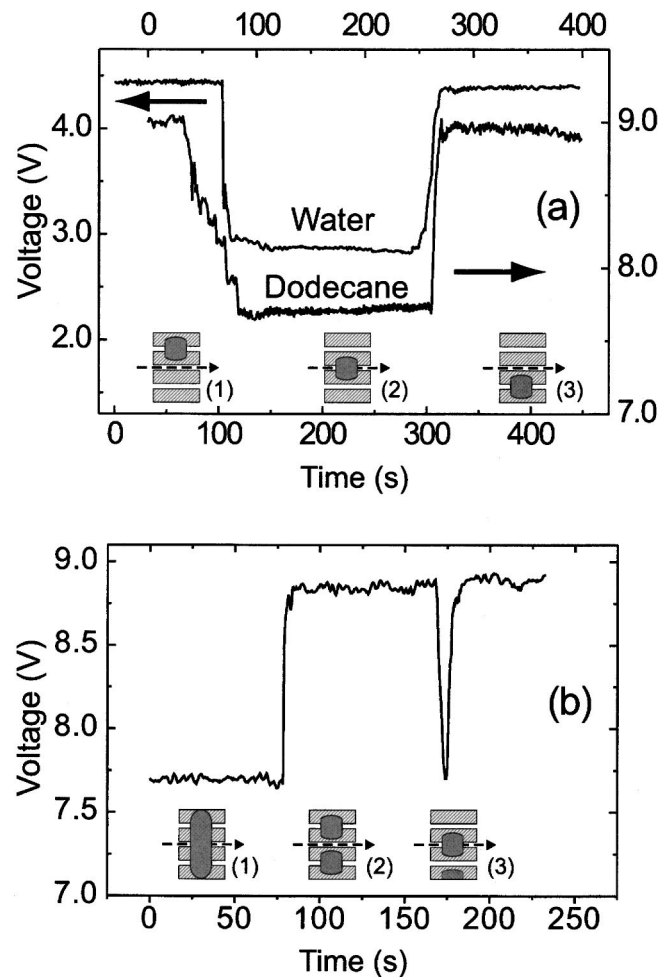 0 100 200 300 400
Voltage (V)
4.0
3.0
2.0
9.0
8.0
7.0
(a)
Water
Dodecane
(1) (2) (3)
0 100 200 300 400
Time (s)
Voltage (V)
9.0
8.5
8.0
7.5
7.0
(b)
(1) (2) (3)
0 50 100 150 200 250
Time (s)